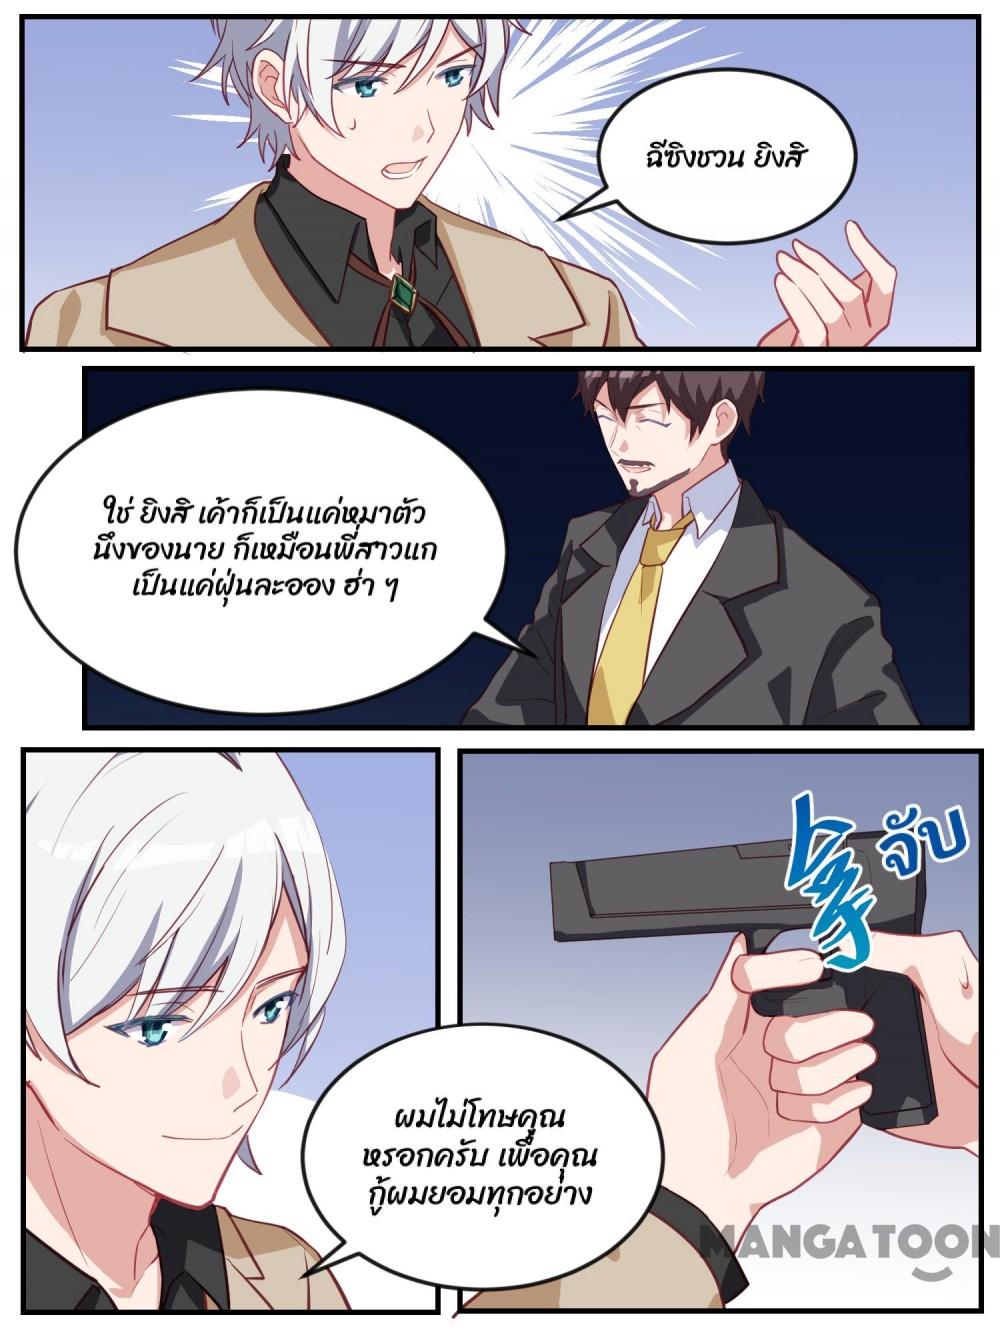 ฉีซิงชวน ยิงสิ
ใช่ ยิงสิ เค้าก็เป็นแค่หมาตัว
นึงของนาย ก็เหมือนพี่สาวแก
เป็นแค่ฝุ่นละออง ฮ่า ๆ
拿
จับ
ผมไม่โทษคุณ
หรอกครับ เพื่อคุณ
กู้ผมยอมทุกอย่าง
MANGATOON